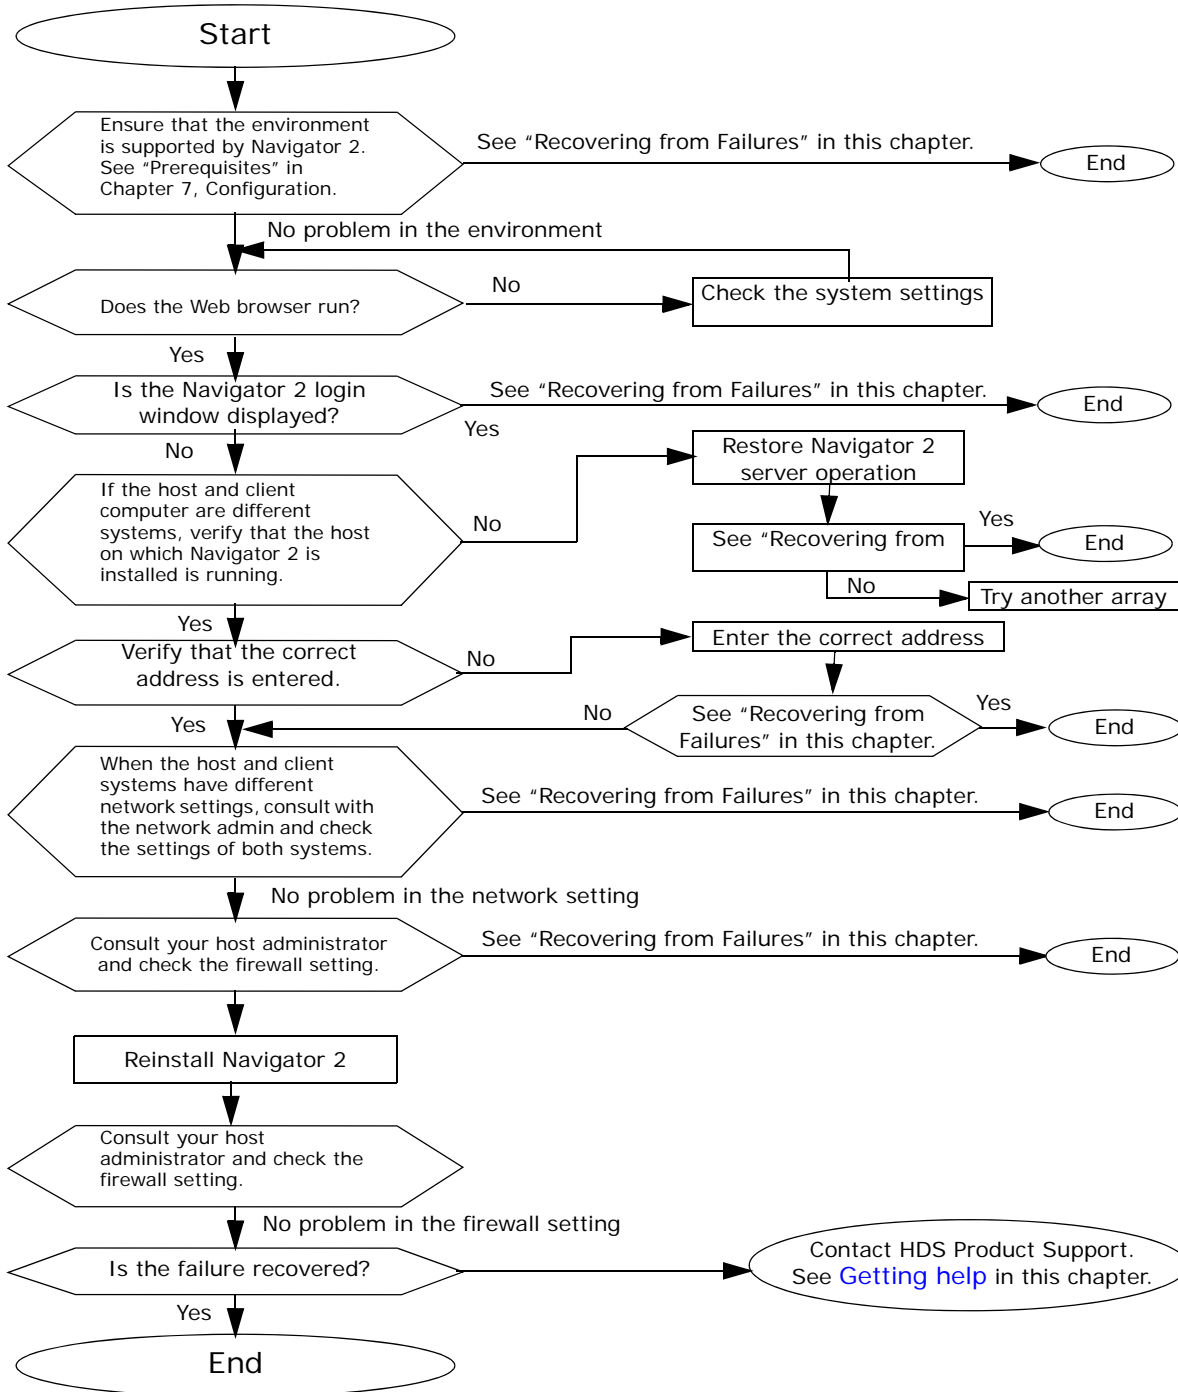 Start
Ensure that the environment
is supported by Navigator 2.
See “Prerequisites” in
Chapter 7, Configuration.
See “Recovering from Failures” in this chapter.
End
No problem in the environment
Does the Web browser run?
No
Check the system settings
Yes
Is the Navigator 2 login
window displayed?
See “Recovering from Failures” in this chapter.
End
Yes
No
If the host and client
computer are different
systems, verify that the host
on which Navigator 2 is
installed is running.
No
Restore Navigator 2
server operation
See “Recovering from
Yes
End
No
Try another array
Yes
Verify that the correct
address is entered.
No
Enter the correct address
Yes
No
See “Recovering from
Failures” in this chapter.
Yes
End
When the host and client
systems have different
network settings, consult with
the network admin and check
the settings of both systems.
See “Recovering from Failures” in this chapter.
End
No problem in the network setting
Consult your host administrator
and check the firewall setting.
See “Recovering from Failures” in this chapter.
End
Reinstall Navigator 2
Consult your host
administrator and check the
firewall setting.
No problem in the firewall setting
Is the failure recovered?
Contact HDS Product Support.
See Getting help in this chapter.
Yes
End